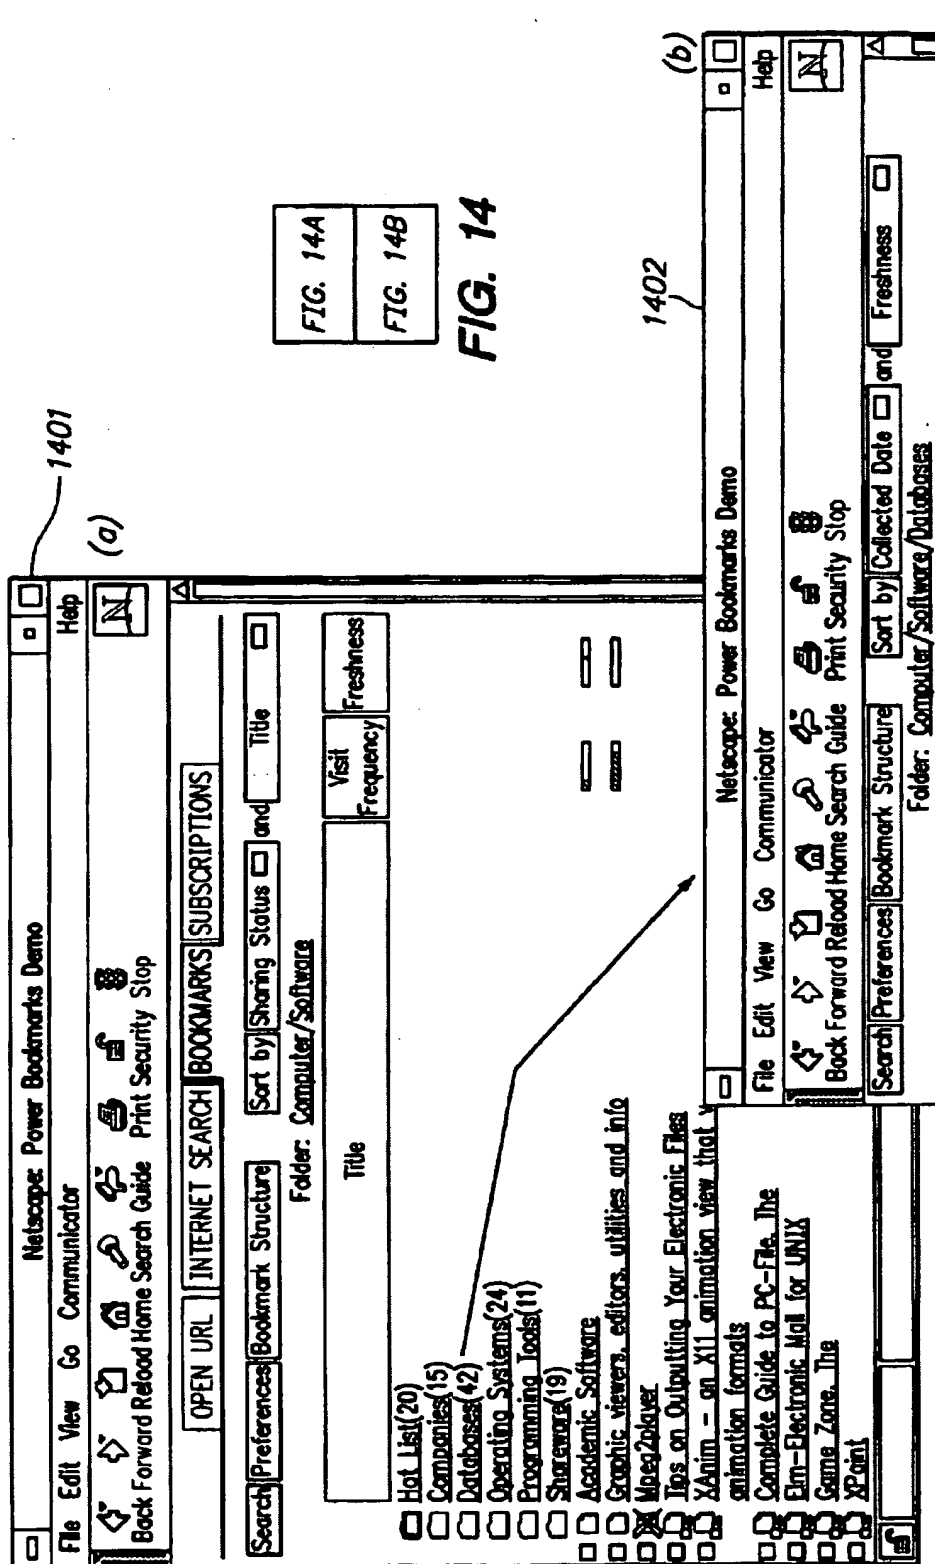 1401
(a)
Netscape: Power Bookmarks Demo
File Edit View Go Communicator Help
Back Forward Reload Home Search Guide Print Security Stop
N
OPEN URL INTERNET SEARCH BOOKMARKS SUBSCRIPTIONS
Search Preferences Bookmark Structure Sort by Sharing Status and Title
Folder: Computer/Software
Title Visit Frequency Freshness
Hot List(20)
Companies(15)
Databases(42)
Operating Systems(24)
Programming Tools(11)
Shareware(19)
Academic Software
Graphic viewers, editors, utilities and info
Mpeg2player
Tips on Outputting Your Electronic Files
XAnim - an X11 animation view that
animation formats
Complete Guide to PC-File, The
Elm-Electronic Mail for UNIX
Game Zone, The
XPaint
FIG. 14A
FIG. 14B
FIG. 14
1402
(b)
Netscape: Power Bookmarks Demo
File Edit View Go Communicator Help
Back Forward Reload Home Search Guide Print Security Stop
N
Search Preferences Bookmark Structure Sort by Collected Date and Freshness
Folder: Computer/Software/Databases